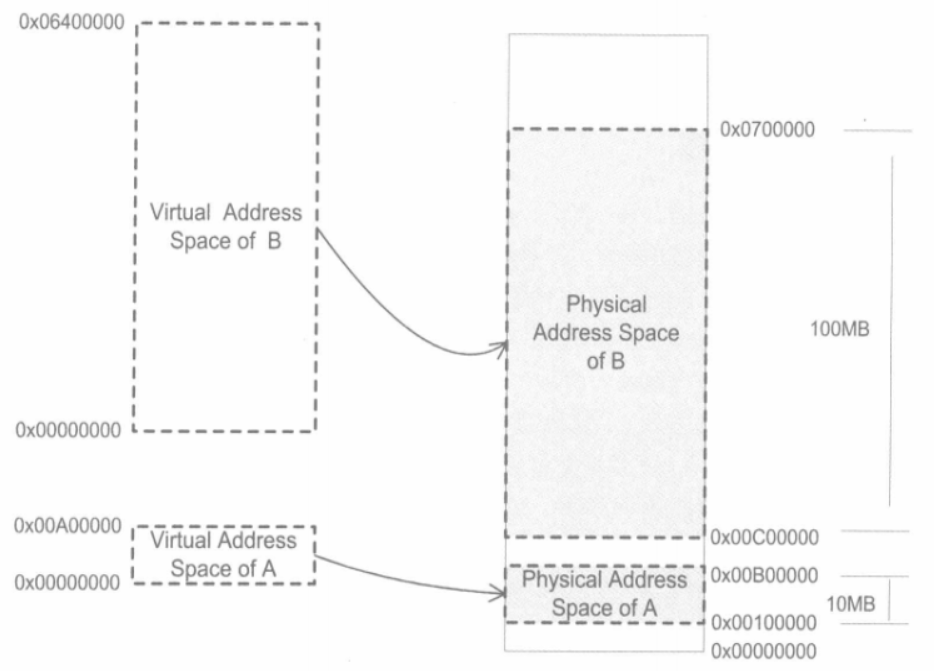 0x06400000
Virtual Address
Space of B
0x00000000
0x00A00000
Virtual Address
Space of A
0x00000000
0x0700000
Physical
Address Space
of B
100MB
0x00C00000
0x00B00000
Physical Address
Space of A
10MB
0x00100000
0x00000000